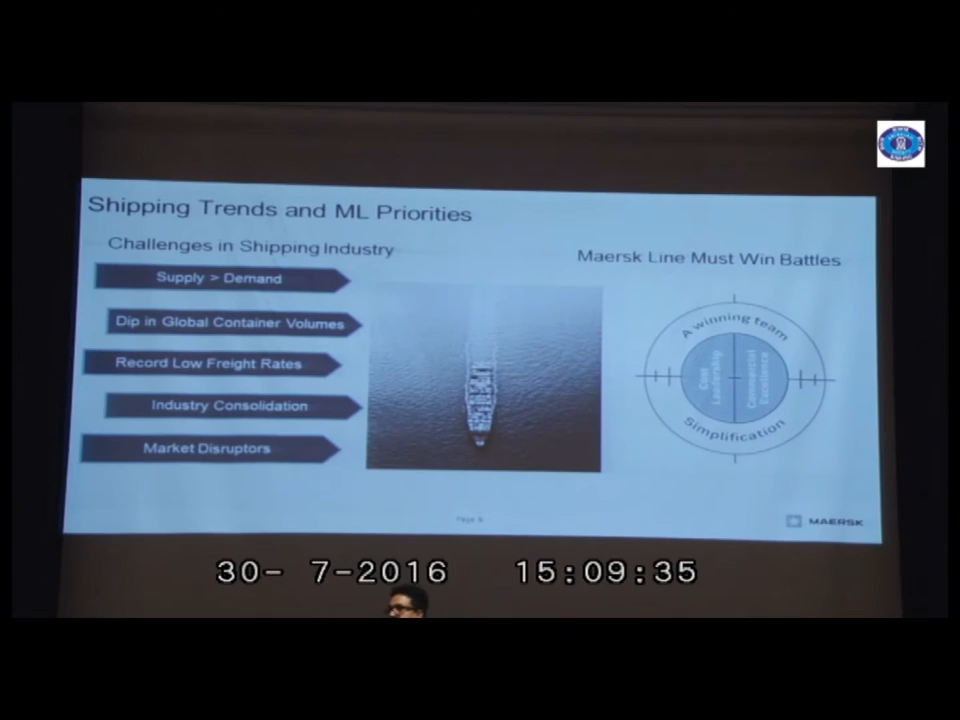 Shipping Trends and ML Priorities
Challenges in Shipping Industry
Supply > Demand
Dip in Global Container Volumes
Record Low Freight Rates
Industry Consolidation
Market Disruptors
Maersk Line Must Win Battles
A winning team
Cost
Leadership
Commercial
Excellence
Simplification
MAERSK
30- 7-2016 15:09:35